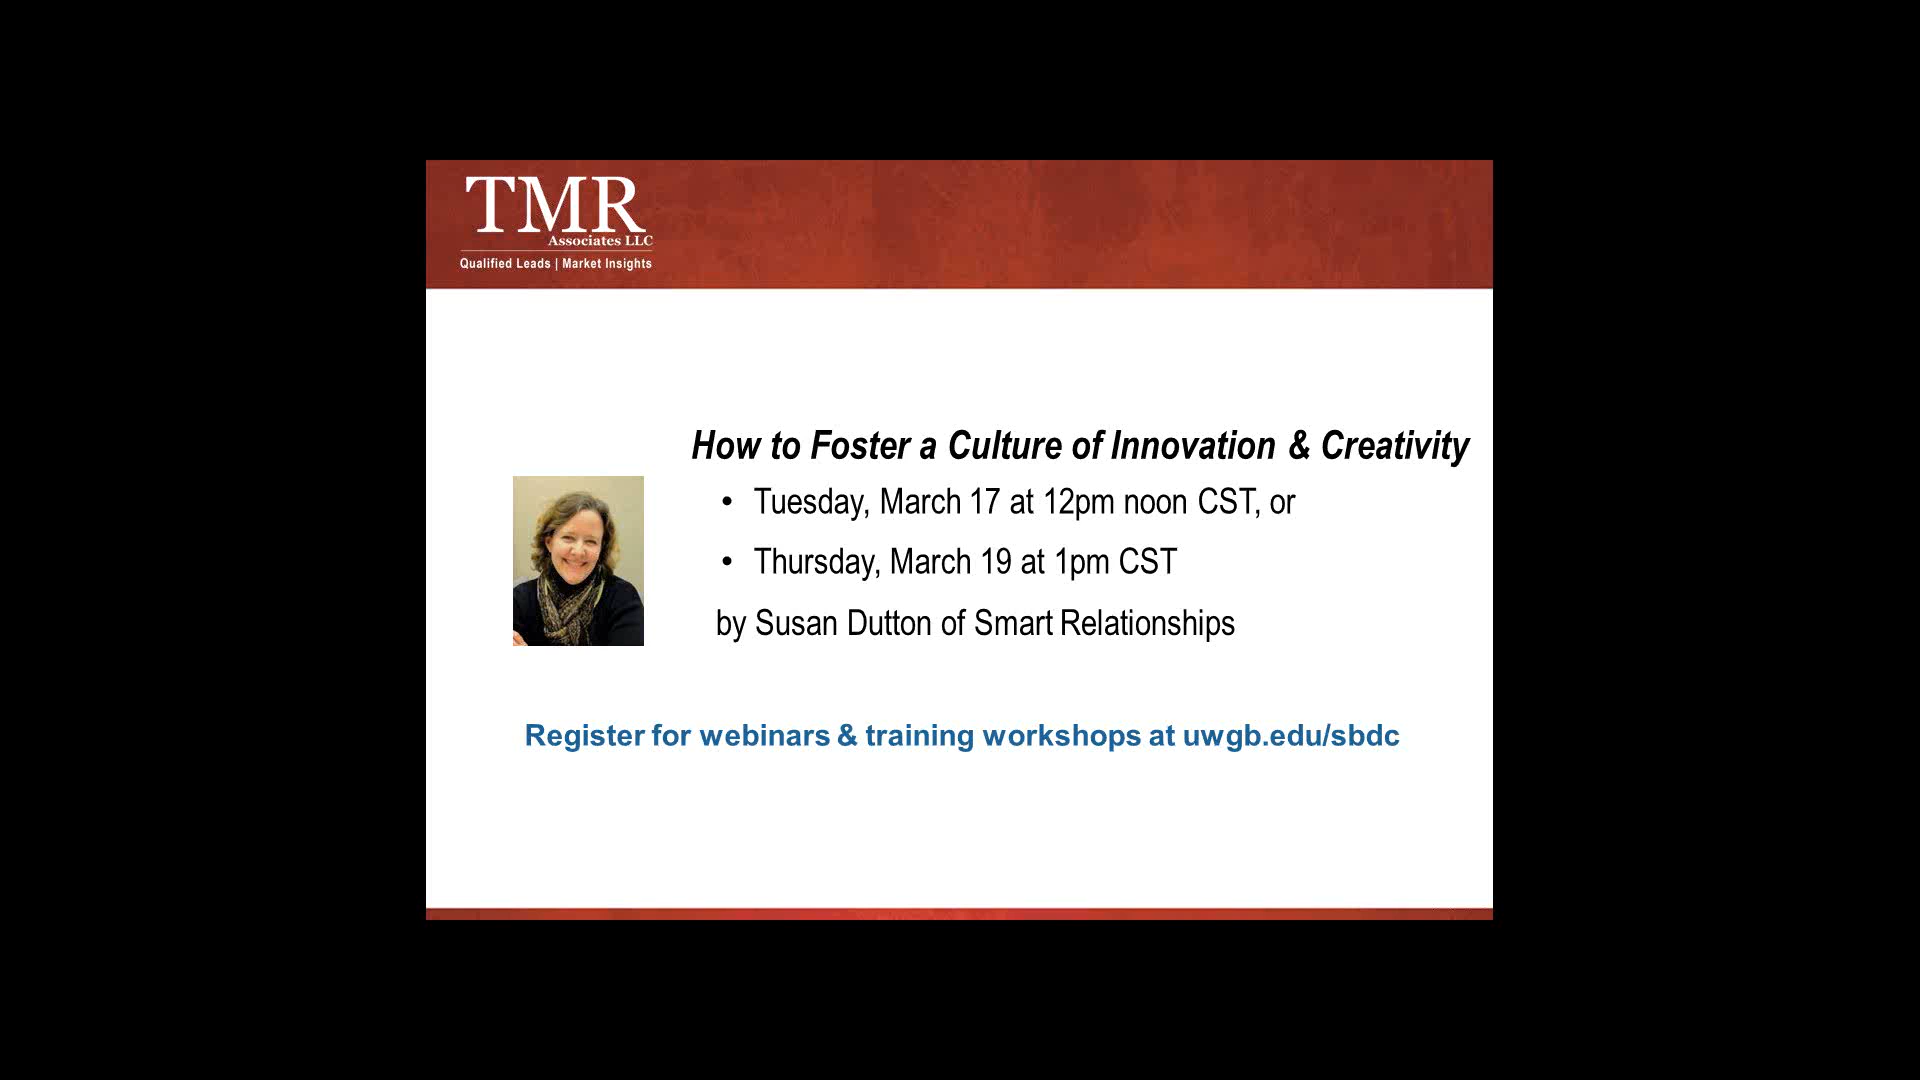 TMR
Associates LLC
Qualified Leads | Market Insights
How to Foster a Culture of Innovation & Creativity
• Tuesday, March 17 at 12pm noon CST, or
• Thursday, March 19 at 1pm CST
by Susan Dutton of Smart Relationships
Register for webinars & training workshops at uwgb.edu/sbdc